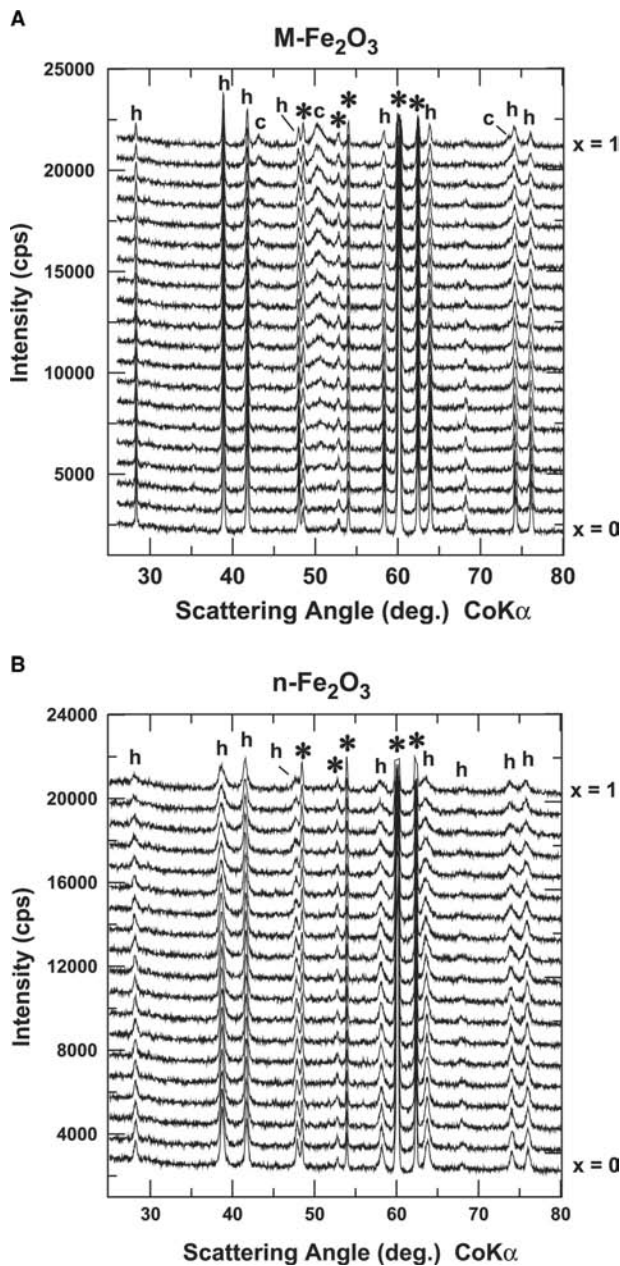 A
M-Fe₂O₃
25000
20000
15000
10000
5000
Intensity (cps)
h h h c h * c * * h * * h c h h
x = 1
x = 0
30 40 50 60 70 80
Scattering Angle (deg.) CoKα
B
n-Fe₂O₃
24000
20000
16000
12000
8000
4000
Intensity (cps)
h h h h * * * h * * h h h h
x = 1
x = 0
30 40 50 60 70 80
Scattering Angle (deg.) CoKα